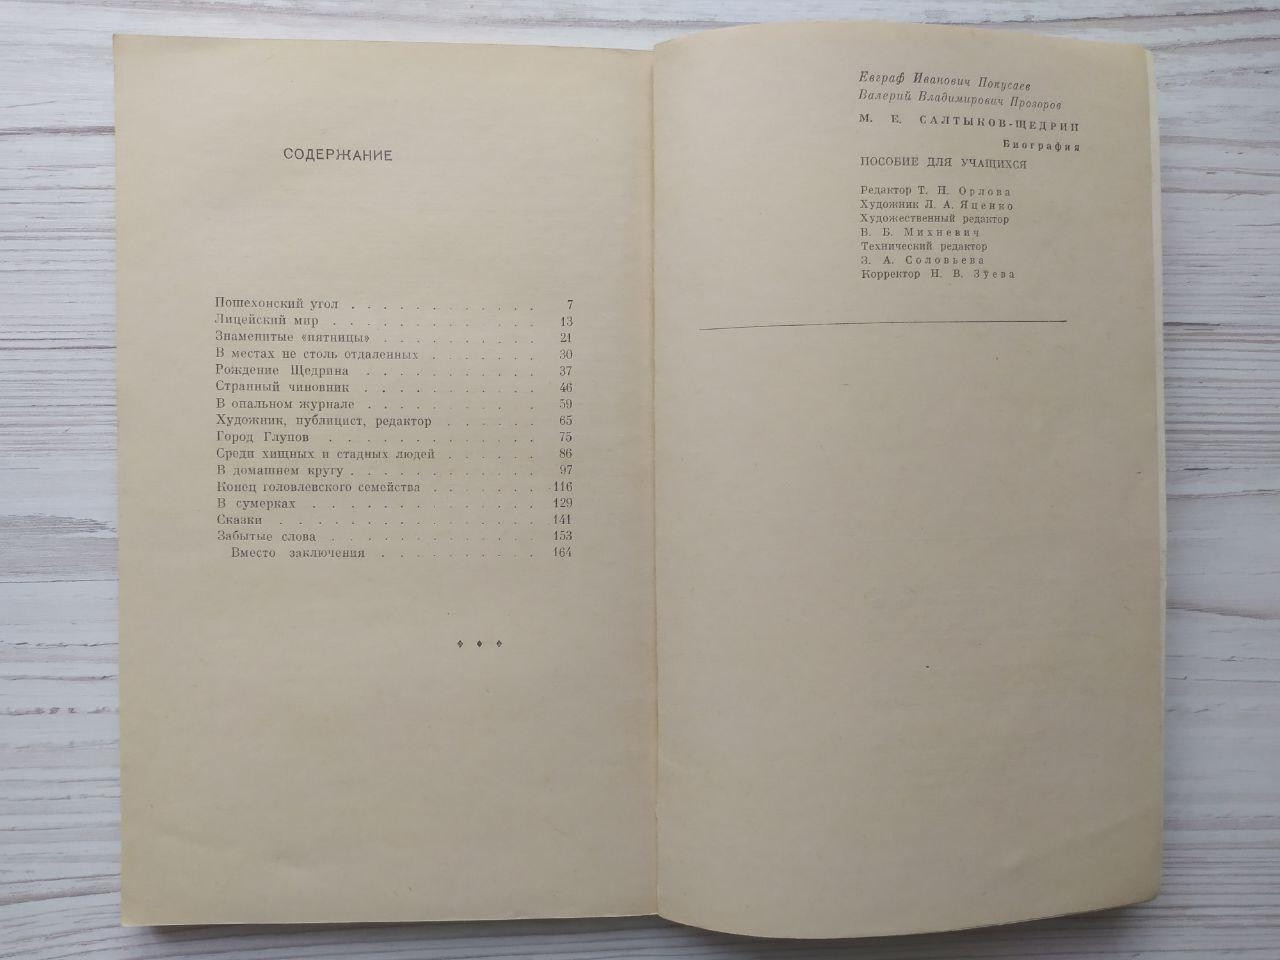 СОДЕРЖАНИЕ
Пошехонский угол . . . . . . . . . . . . 7
Лицейский мир . . . . . . . . . . . . . 13
Знаменитые «пятницы» . . . . . . . . . . 21
В местах не столь отдаленных . . . . . . . 30
Рождение Щедрина . . . . . . . . . . . 37
Странный чиновник . . . . . . . . . . . 46
В опальном журнале . . . . . . . . . . . 59
Художник, публицист, редактор . . . . . . 65
Город Глупов . . . . . . . . . . . . . 75
Среди хищных и стадных людей . . . . . . 86
В домашнем кругу . . . . . . . . . . . . 97
Конец головлевского семейства . . . . . . . 116
В сумерках . . . . . . . . . . . . . . 129
Сказки . . . . . . . . . . . . . . . . 141
Забытые слова . . . . . . . . . . . . . 153
Вместо заключения . . . . . . . . . . 164
Евграф Иванович Покусаев
Валерий Владимирович Прозоров
М. Е. САЛТЫКОВ-ЩЕДРИН
Биография
ПОСОБИЕ ДЛЯ УЧАЩИХСЯ
Редактор Т. П. Орлова
Художник Л. А. Яценко
Художественный редактор
В. Б. Михневич
Технический редактор
З. А. Соловьева
Корректор Н. В. Зуева